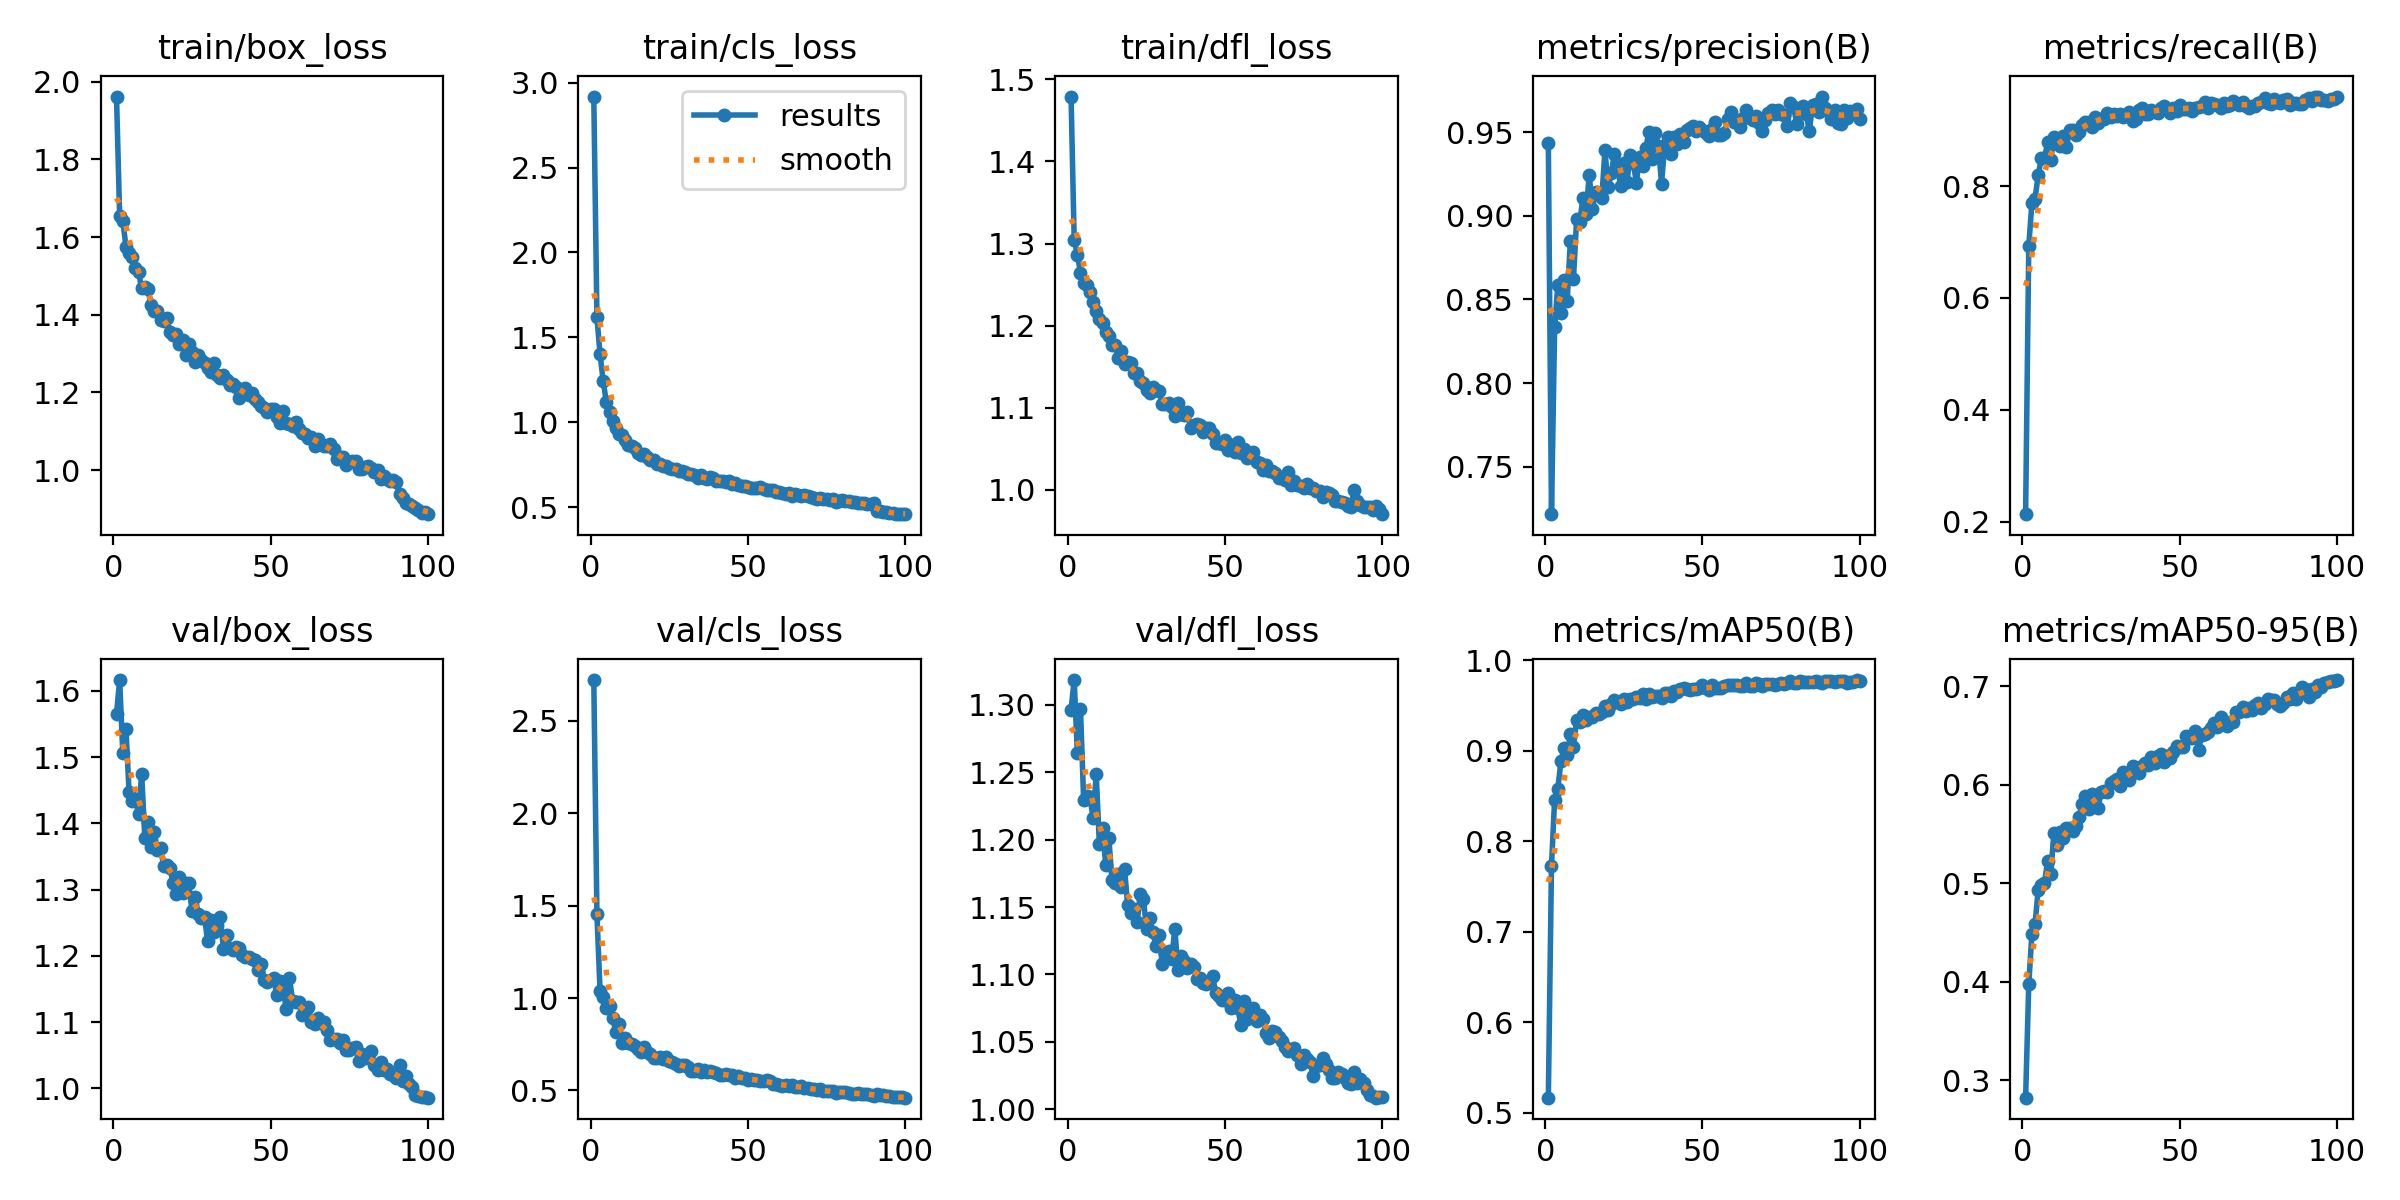 train/box_loss
2.0
1.8
1.6
1.4
1.2
1.0
0 50 100
train/cls_loss
results
smooth
3.0
2.5
2.0
1.5
1.0
0.5
0 50 100
train/dfl_loss
1.5
1.4
1.3
1.2
1.1
1.0
0 50 100
metrics/precision(B)
0.95
0.90
0.85
0.80
0.75
0 50 100
metrics/recall(B)
0.8
0.6
0.4
0.2
0 50 100
val/box_loss
1.6
1.5
1.4
1.3
1.2
1.1
1.0
0 50 100
val/cls_loss
2.5
2.0
1.5
1.0
0.5
0 50 100
val/dfl_loss
1.30
1.25
1.20
1.15
1.10
1.05
1.00
0 50 100
metrics/mAP50(B)
1.0
0.9
0.8
0.7
0.6
0.5
0 50 100
metrics/mAP50-95(B)
0.7
0.6
0.5
0.4
0.3
0 50 100